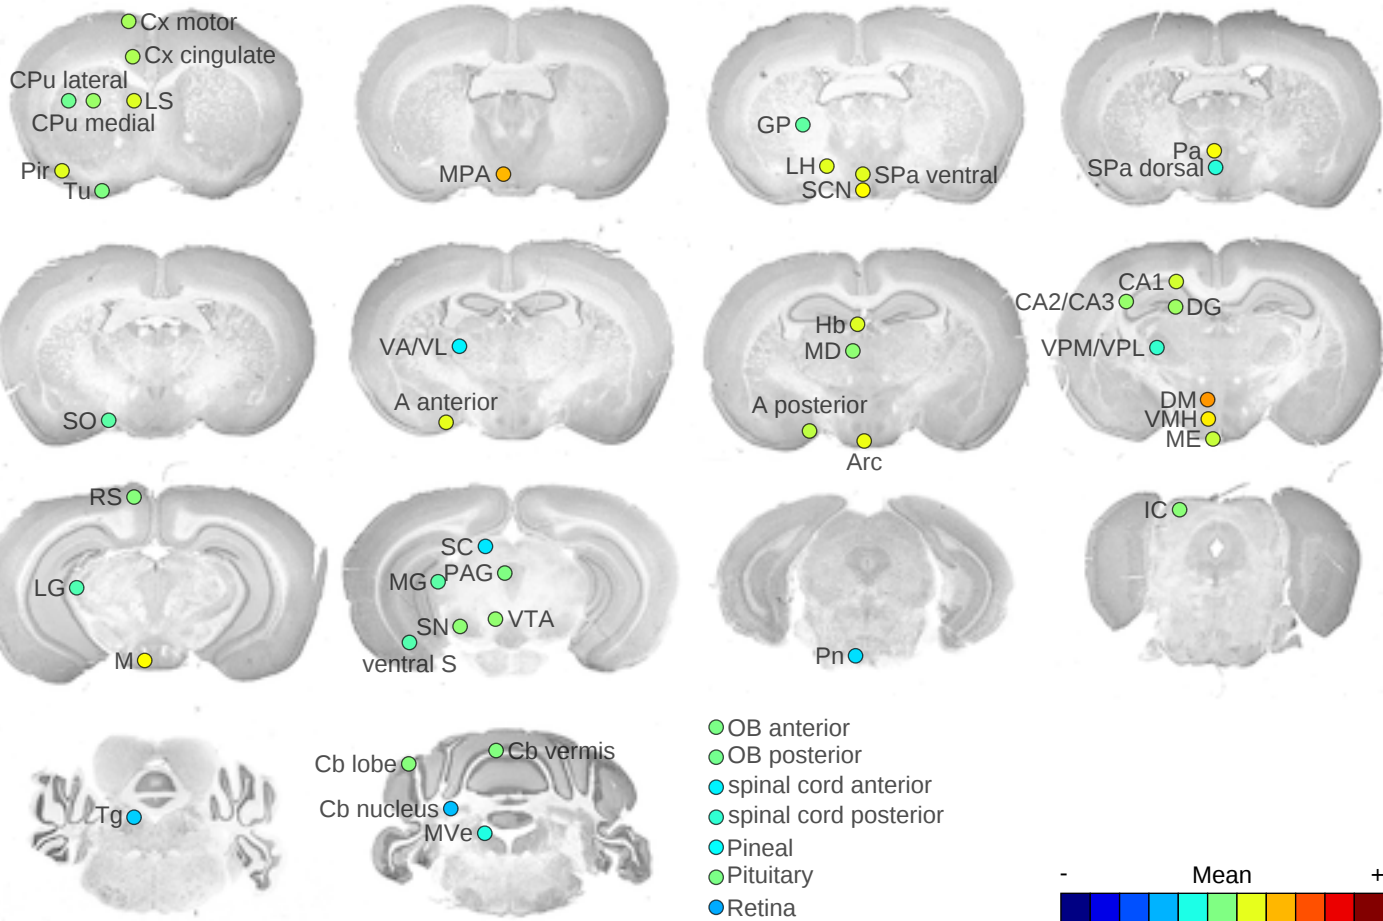 Cx motor
Cx cingulate
CPu lateral
LS
CPu medial
Pir
Tu
MPA
GP
LH
SPa ventral
SCN
Pa
SPa dorsal
SO
VA/VL
A anterior
Hb
MD
A posterior
Arc
CA1
CA2/CA3
DG
VPM/VPL
DM
VMH
ME
RS
LG
M
SC
MG
PAG
SN
VTA
ventral S
Pn
IC
Tg
Cb lobe
Cb vermis
Cb nucleus
MVe
OB anterior
OB posterior
spinal cord anterior
spinal cord posterior
Pineal
Pituitary
Retina
- Mean +